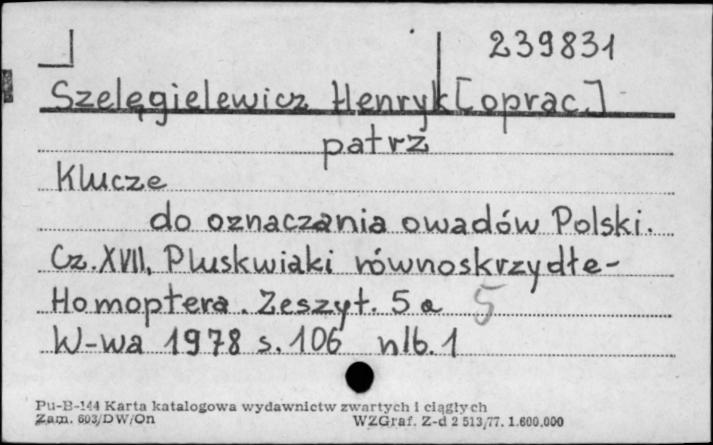 239831
Szelęgielewicz Henryk [oprac.]
patrz
Klucze
do oznaczania owadów Polski.
Cz. XVII, Pluskwiaki równoskrzydłe-
Homoptera. Zeszyt. 5a 5
W-wa 1978 s. 106 nlb. 1
Pu-B-144 Karta katalogowa wydawnictw zwartych i ciągłych
Zam. 603/DW/On WZGraf. Z-d 2 513/77. 1.600.000